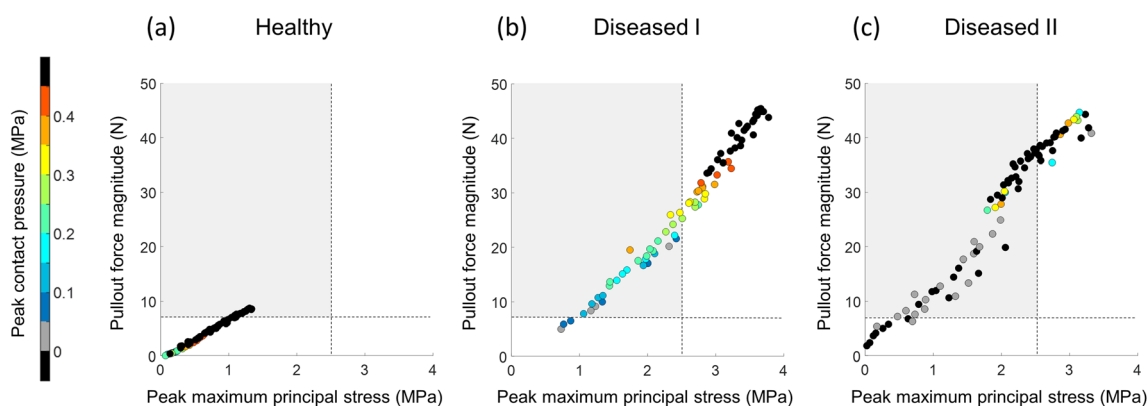 (a) Healthy
(b) Diseased I
(c) Diseased II
Peak contact pressure (MPa)
0.4
0.3
0.2
0.1
0
Pullout force magnitude (N)
50
40
30
20
10
0
0 1 2 3 4
Peak maximum principal stress (MPa)
Pullout force magnitude (N)
50
40
30
20
10
0
0 1 2 3 4
Peak maximum principal stress (MPa)
Pullout force magnitude (N)
50
40
30
20
10
0
0 1 2 3 4
Peak maximum principal stress (MPa)